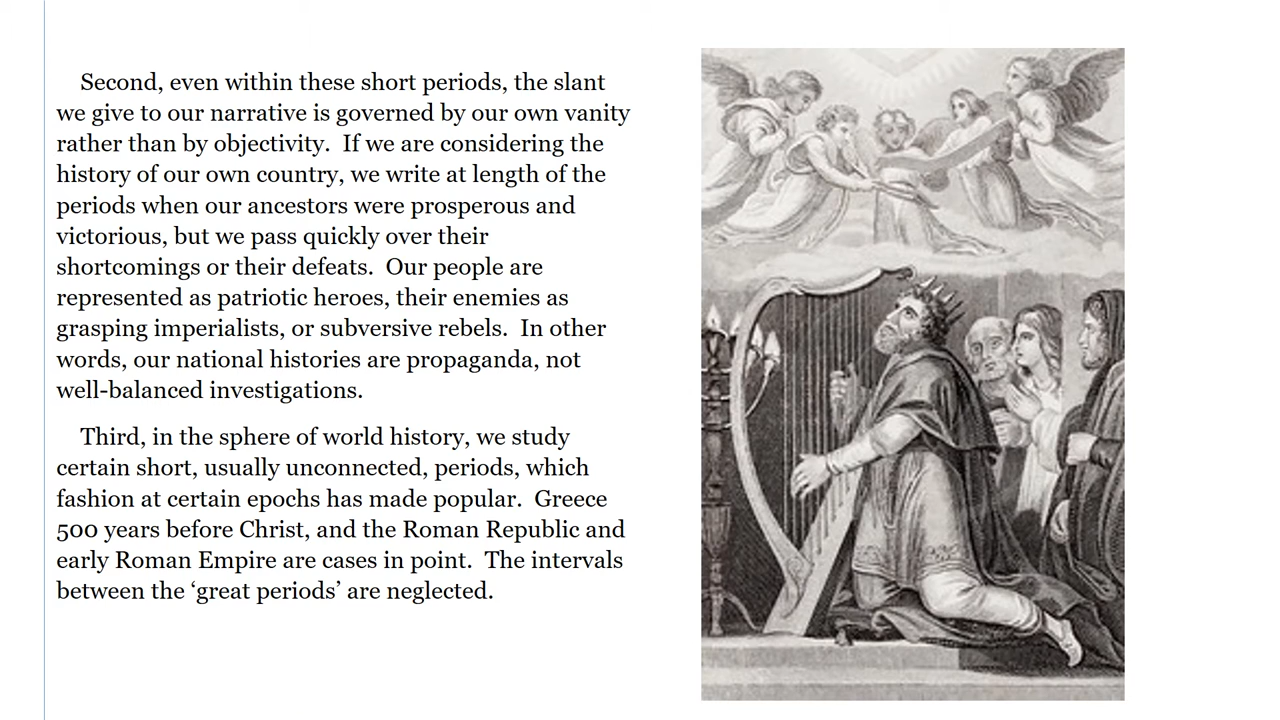 Second, even within these short periods, the slant
we give to our narrative is governed by our own vanity
rather than by objectivity.  If we are considering the
history of our own country, we write at length of the
periods when our ancestors were prosperous and
victorious, but we pass quickly over their
shortcomings or their defeats.  Our people are
represented as patriotic heroes, their enemies as
grasping imperialists, or subversive rebels.  In other
words, our national histories are propaganda, not
well-balanced investigations.
Third, in the sphere of world history, we study
certain short, usually unconnected, periods, which
fashion at certain epochs has made popular.  Greece
500 years before Christ, and the Roman Republic and
early Roman Empire are cases in point.  The intervals
between the ‘great periods’ are neglected.